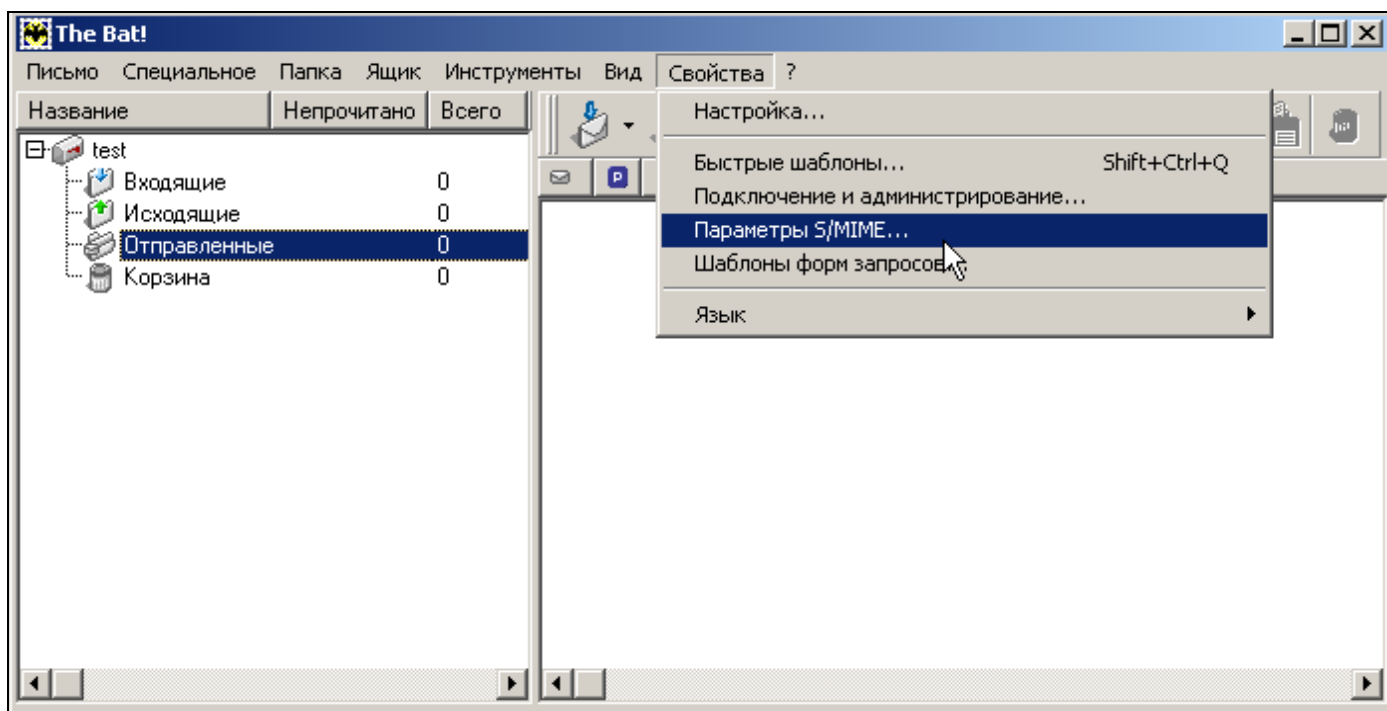 The Bat!
Письмо Специальное Папка Ящик Инструменты Вид Свойства ?
Название Непрочитано Всего
test
Входящие 0
Исходящие 0
Отправленные 0
Корзина 0
Настройка...
Быстрые шаблоны... Shift+Ctrl+Q
Подключение и администрирование...
Параметры S/MIME...
Шаблоны форм запросов
Язык
P